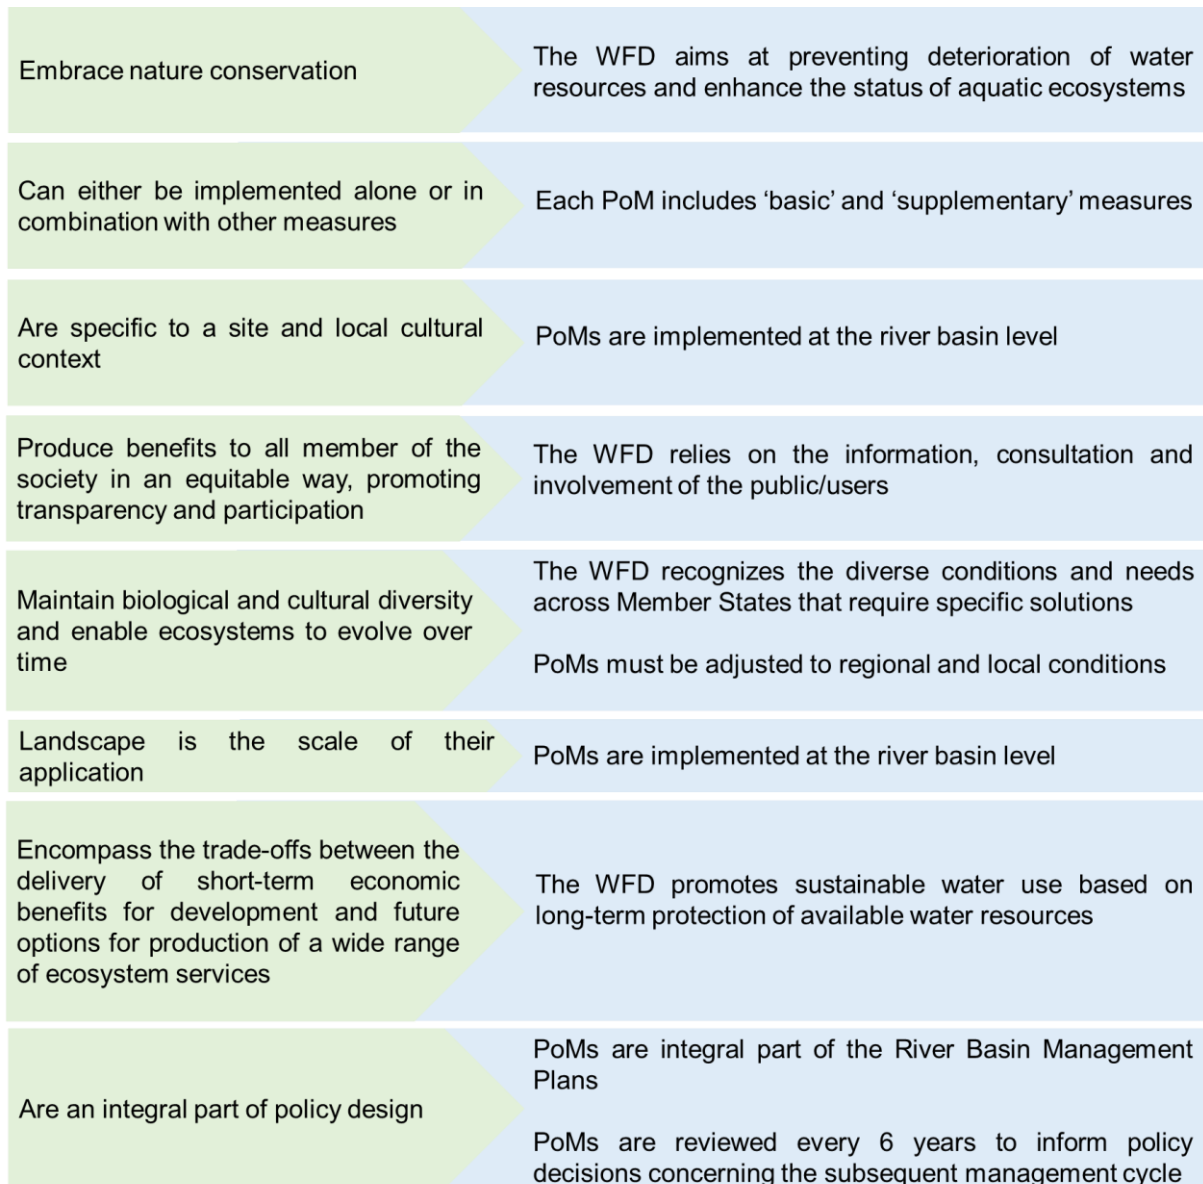 Embrace nature conservation
The WFD aims at preventing deterioration of water
resources and enhance the status of aquatic ecosystems
Can either be implemented alone or in
combination with other measures
Each PoM includes ‘basic’ and ‘supplementary’ measures
Are specific to a site and local cultural
context
PoMs are implemented at the river basin level
Produce benefits to all member of the
society in an equitable way, promoting
transparency and participation
The WFD relies on the information, consultation and
involvement of the public/users
Maintain biological and cultural diversity
and enable ecosystems to evolve over
time
The WFD recognizes the diverse conditions and needs
across Member States that require specific solutions
PoMs must be adjusted to regional and local conditions
Landscape is the scale of their
application
PoMs are implemented at the river basin level
Encompass the trade-offs between the
delivery of short-term economic
benefits for development and future
options for production of a wide range
of ecosystem services
The WFD promotes sustainable water use based on
long-term protection of available water resources
Are an integral part of policy design
PoMs are integral part of the River Basin Management
Plans
PoMs are reviewed every 6 years to inform policy
decisions concerning the subsequent management cycle